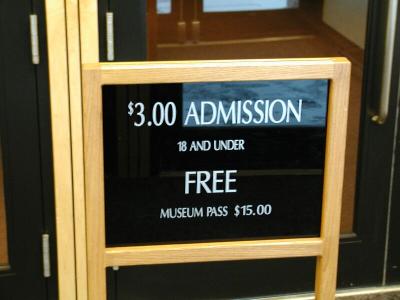 $3.00 ADMISSION
18 AND UNDER
FREE
MUSEUM PASS $15.00